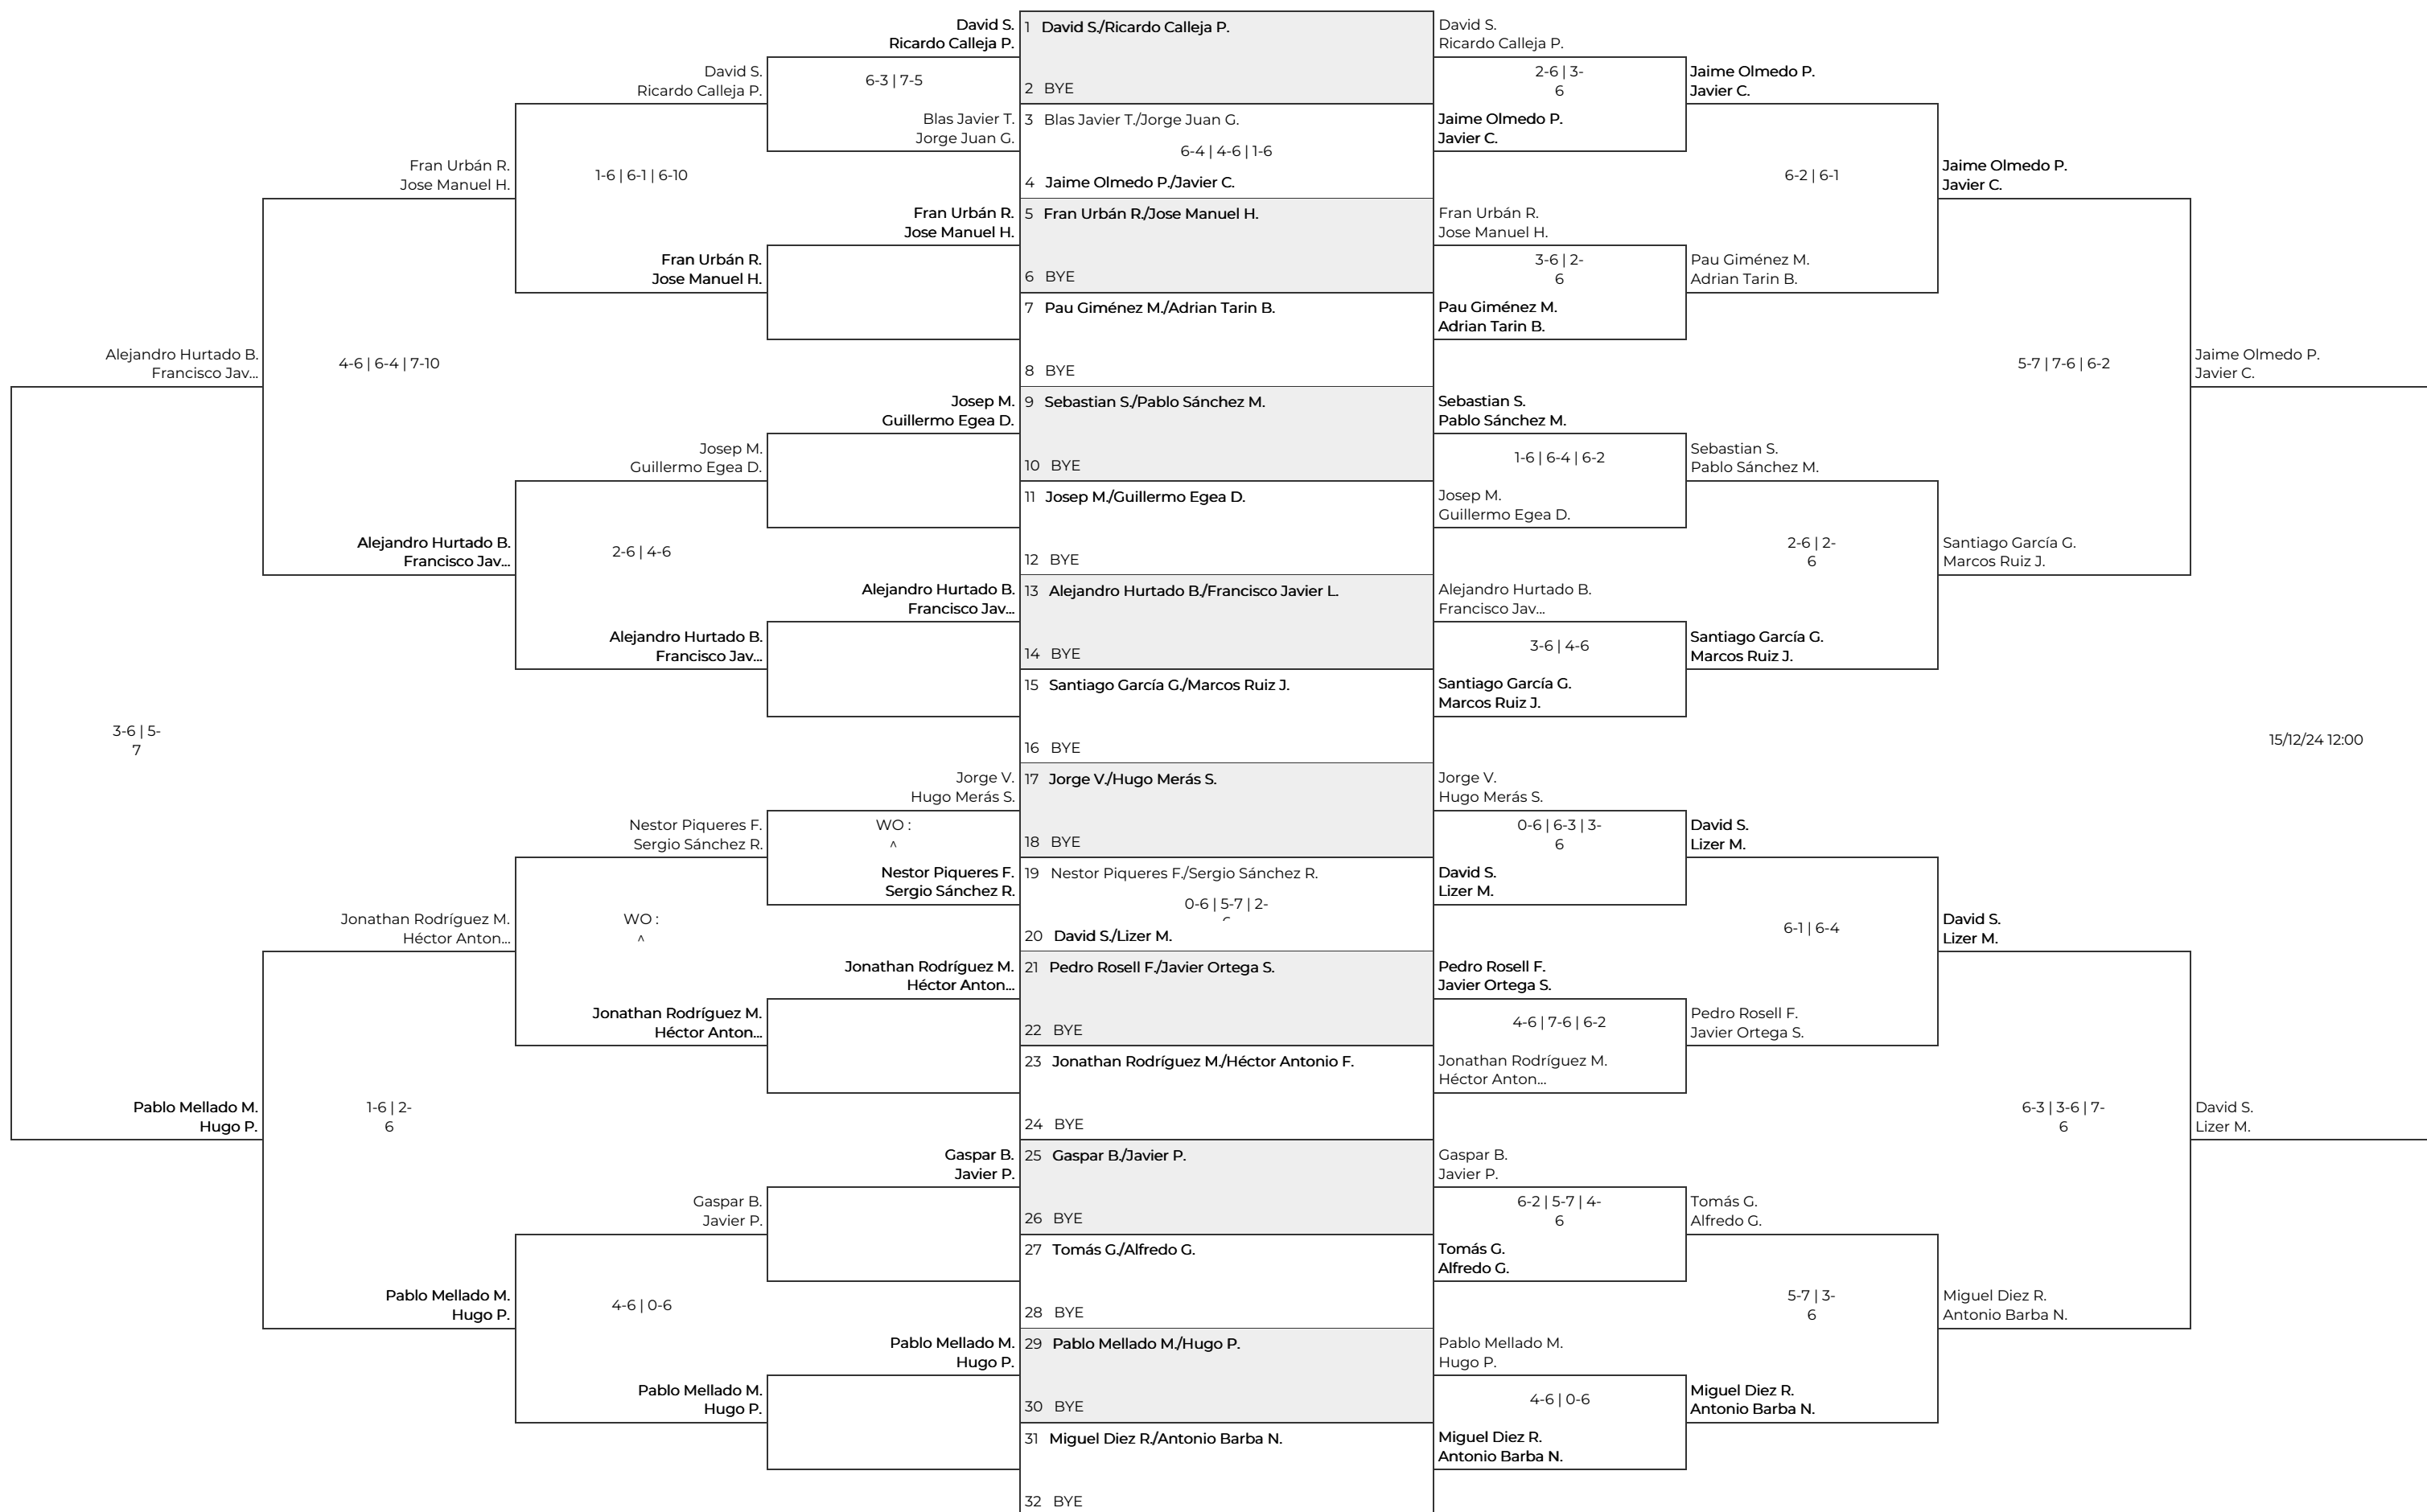 David S.
Ricardo Calleja P.
6-3 | 7-5
Blas Javier T.
Jorge Juan G.
Fran Urbán R.
Jose Manuel H.
Josep M.
Guillermo Egea D.
Alejandro Hurtado B.
Francisco Jav...
Jorge V.
Hugo Merás S.
WO :
^
Nestor Piqueres F.
Sergio Sánchez R.
Jonathan Rodríguez M.
Héctor Anton...
Gaspar B.
Javier P.
Pablo Mellado M.
Hugo P.
David S.
Ricardo Calleja P.
1-6 | 6-1 | 6-10
Fran Urbán R.
Jose Manuel H.
Josep M.
Guillermo Egea D.
2-6 | 4-6
Alejandro Hurtado B.
Francisco Jav...
Nestor Piqueres F.
Sergio Sánchez R.
WO :
^
Jonathan Rodríguez M.
Héctor Anton...
Gaspar B.
Javier P.
4-6 | 0-6
Pablo Mellado M.
Hugo P.
Fran Urbán R.
Jose Manuel H.
4-6 | 6-4 | 7-10
Alejandro Hurtado B.
Francisco Jav...
Jonathan Rodríguez M.
Héctor Anton...
1-6 | 2-
6
Pablo Mellado M.
Hugo P.
Alejandro Hurtado B.
Francisco Jav...
3-6 | 5-
7
Pablo Mellado M.
Hugo P.
1 David S./Ricardo Calleja P.
2 BYE
3 Blas Javier T./Jorge Juan G.
6-4 | 4-6 | 1-6
4 Jaime Olmedo P./Javier C.
5 Fran Urbán R./Jose Manuel H.
6 BYE
7 Pau Giménez M./Adrian Tarin B.
8 BYE
9 Sebastian S./Pablo Sánchez M.
10 BYE
11 Josep M./Guillermo Egea D.
12 BYE
13 Alejandro Hurtado B./Francisco Javier L.
14 BYE
15 Santiago García G./Marcos Ruiz J.
16 BYE
17 Jorge V./Hugo Merás S.
18 BYE
19 Nestor Piqueres F./Sergio Sánchez R.
0-6 | 5-7 | 2-
20 David S./Lizer M.
21 Pedro Rosell F./Javier Ortega S.
22 BYE
23 Jonathan Rodríguez M./Héctor Antonio F.
24 BYE
25 Gaspar B./Javier P.
26 BYE
27 Tomás G./Alfredo G.
28 BYE
29 Pablo Mellado M./Hugo P.
30 BYE
31 Miguel Diez R./Antonio Barba N.
32 BYE
David S.
Ricardo Calleja P.
2-6 | 3-
6
Jaime Olmedo P.
Javier C.
Fran Urbán R.
Jose Manuel H.
3-6 | 2-
6
Pau Giménez M.
Adrian Tarin B.
Sebastian S.
Pablo Sánchez M.
1-6 | 6-4 | 6-2
Josep M.
Guillermo Egea D.
Alejandro Hurtado B.
Francisco Jav...
3-6 | 4-6
Santiago García G.
Marcos Ruiz J.
Jorge V.
Hugo Merás S.
0-6 | 6-3 | 3-
6
David S.
Lizer M.
Pedro Rosell F.
Javier Ortega S.
4-6 | 7-6 | 6-2
Jonathan Rodríguez M.
Héctor Anton...
Gaspar B.
Javier P.
6-2 | 5-7 | 4-
6
Tomás G.
Alfredo G.
Pablo Mellado M.
Hugo P.
4-6 | 0-6
Miguel Diez R.
Antonio Barba N.
Jaime Olmedo P.
Javier C.
6-2 | 6-1
Pau Giménez M.
Adrian Tarin B.
Sebastian S.
Pablo Sánchez M.
2-6 | 2-
6
Santiago García G.
Marcos Ruiz J.
David S.
Lizer M.
6-1 | 6-4
Pedro Rosell F.
Javier Ortega S.
Tomás G.
Alfredo G.
5-7 | 3-
6
Miguel Diez R.
Antonio Barba N.
Jaime Olmedo P.
Javier C.
5-7 | 7-6 | 6-2
Santiago García G.
Marcos Ruiz J.
David S.
Lizer M.
6-3 | 3-6 | 7-
6
Miguel Diez R.
Antonio Barba N.
Jaime Olmedo P.
Javier C.
15/12/24 12:00
David S.
Lizer M.